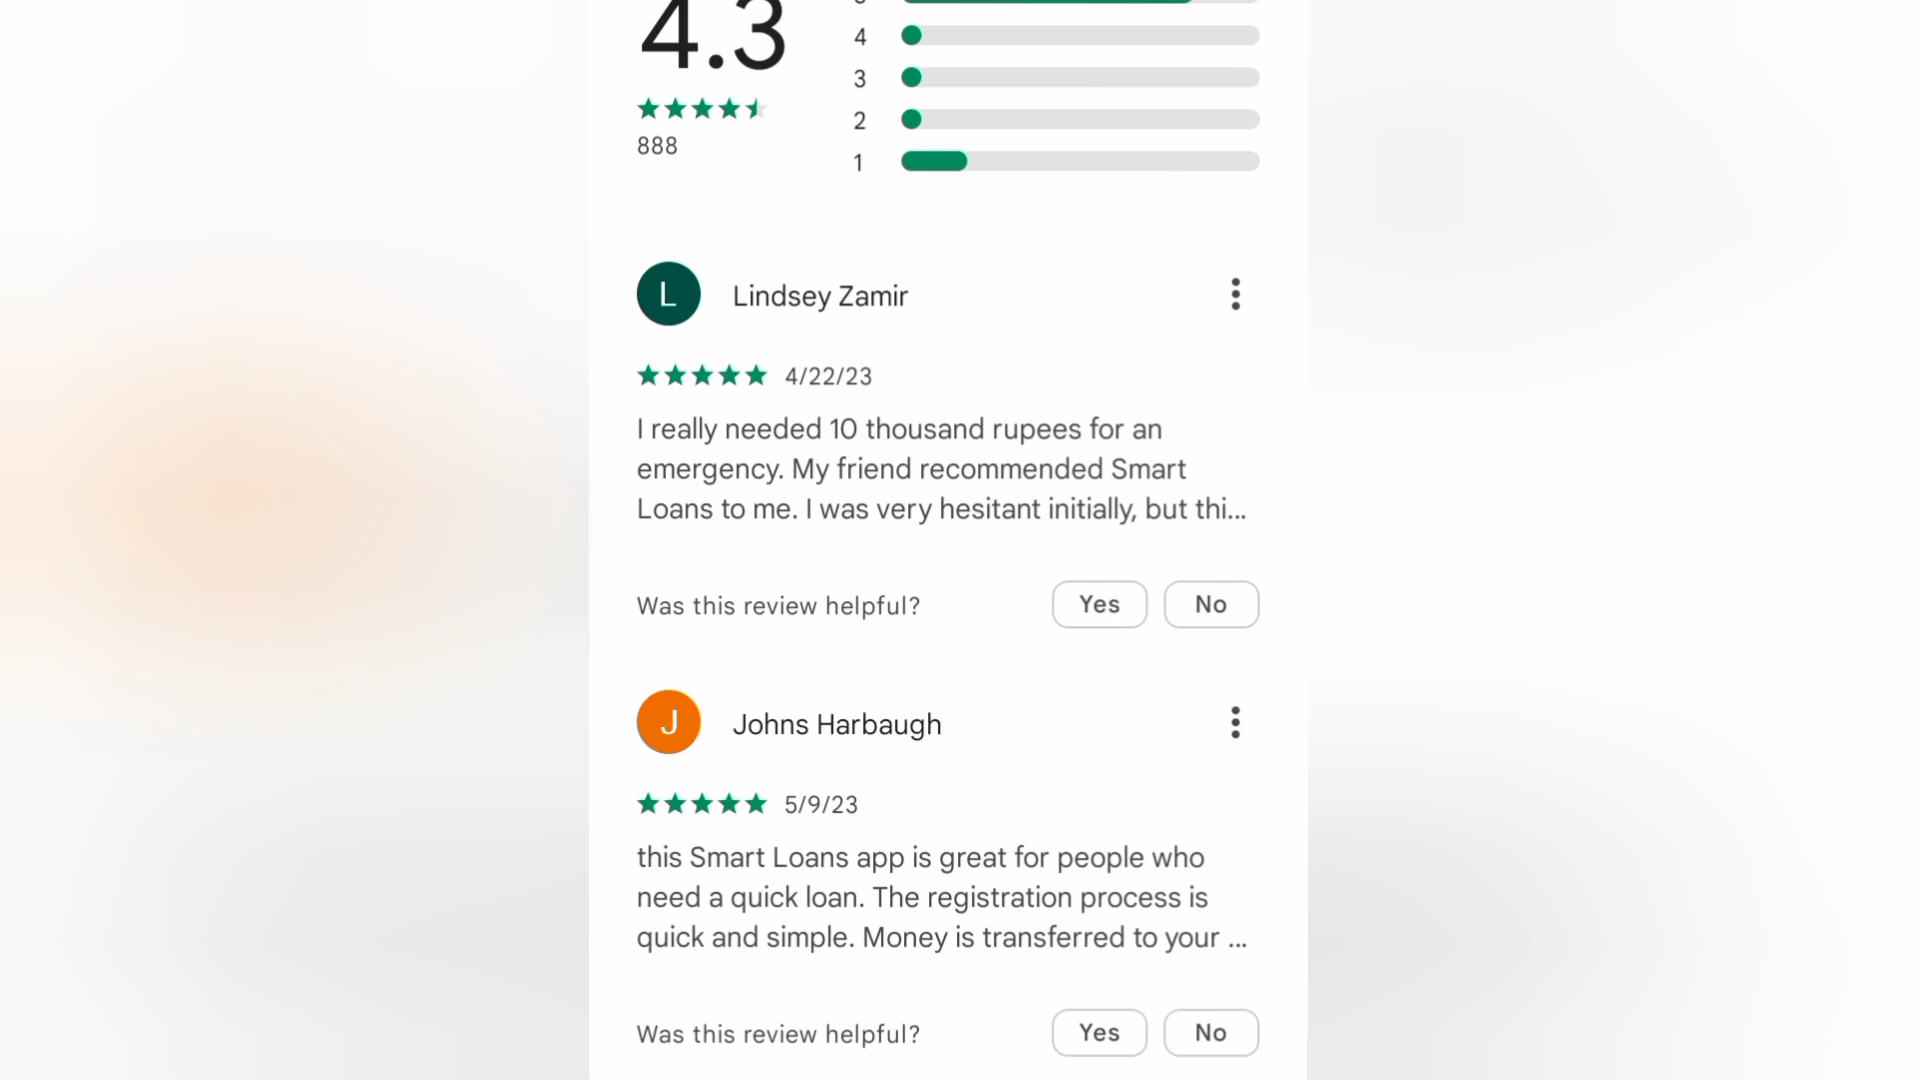 4.3
4
3
2
888
1
L
Lindsey Zamir
4/22/23
I really needed 10 thousand rupees for an
emergency. My friend recommended Smart
Loans to me. I was very hesitant initially, but thi...
Was this review helpful?
Yes
No
J
Johns Harbaugh
5/9/23
this Smart Loans app is great for people who
need a quick loan. The registration process is
quick and simple. Money is transferred to your ...
Was this review helpful?
Yes
No